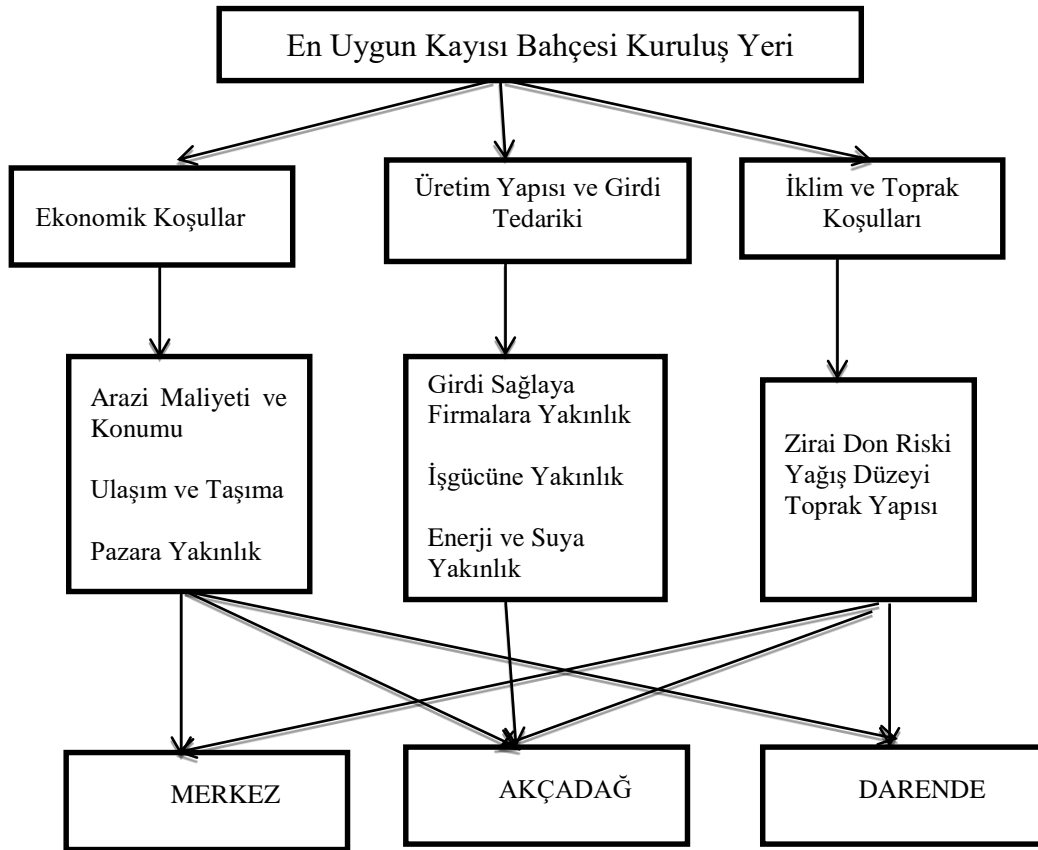 En Uygun Kayısı Bahçesi Kuruluş Yeri
Ekonomik Koşullar
Üretim Yapısı ve Girdi
Tedariki
İklim ve Toprak
Koşulları
Arazi Maliyeti ve
Konumu
Ulaşım ve Taşıma
Pazara Yakınlık
Girdi Sağlaya
Firmalara Yakınlık
İşgücüne Yakınlık
Enerji ve Suya
Yakınlık
Zirai Don Riski
Yağış Düzeyi
Toprak Yapısı
MERKEZ
AKÇADAĞ
DARENDE